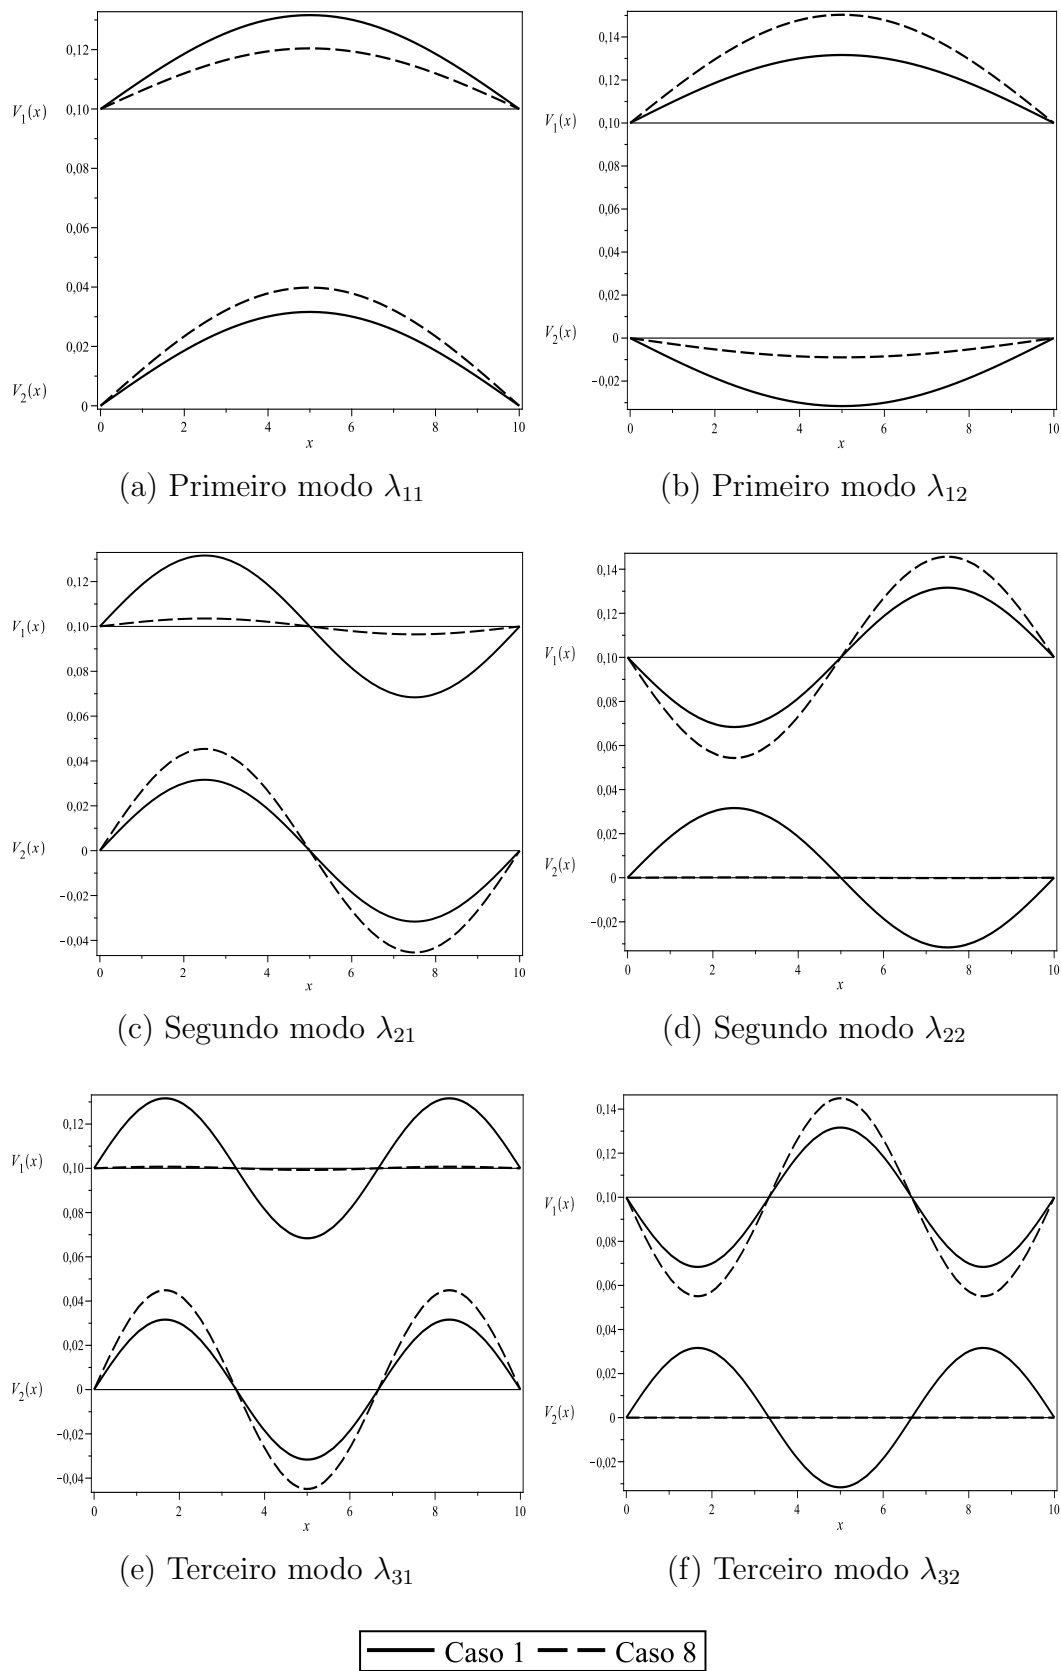 0,12
0,10
V₁(x)
0,08
0,06
0,04
0,02
V₂(x)
0
0 2 4 6 8 10
x
0,14
0,12
0,10
V₁(x)
0,08
0,06
0,04
0,02
V₂(x)
0
−0,02
0 2 4 6 8 10
x
(a) Primeiro modo λ₁₁
(b) Primeiro modo λ₁₂
0,12
V₁(x)
0,10
0,08
0,06
0,04
0,02
V₂(x)
0
−0,02
−0,04
0 2 4 6 8 10
x
0,14
0,12
V₁(x)
0,10
0,08
0,06
0,04
0,02
V₂(x)
0
−0,02
0 2 4 6 8 10
x
(c) Segundo modo λ₂₁
(d) Segundo modo λ₂₂
0,12
V₁(x)
0,10
0,08
0,06
0,04
0,02
V₂(x)
0
−0,02
−0,04
0 2 4 6 8 10
x
0,14
0,12
0,10
V₁(x)
0,08
0,06
0,04
0,02
V₂(x)
0
−0,02
0 2 4 6 8 10
x
(e) Terceiro modo λ₃₁
(f) Terceiro modo λ₃₂
Caso 1 Caso 8